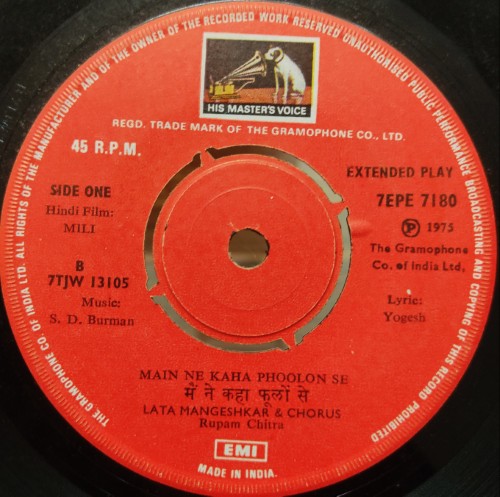 THE GRAMOPHONE CO OF INDIA LTD. ALL RIGHTS OF THE MANUFACTURER AND OF THE OWNER OF THE RECORDED WORK RESERVED UNAUTHORISED PUBLIC PERFORMANCE BROADCASTING AND COPYING OF THIS RECORD PROHIBITED
HIS MASTER'S VOICE
REGD. TRADE MARK OF THE GRAMOPHONE CO., LTD.
45 R.P.M.
EXTENDED PLAY
SIDE ONE
7EPE 7180
Hindi Film:
MILI
Ⓟ 1975
The Gramophone
Co. of India Ltd.
B
7TJW 13105
Music:
S. D. Burman
Lyric:
Yogesh
MAIN NE KAHA PHOOLON SE
मैं ने कहा फूलों से
LATA MANGESHKAR & CHORUS
Rupam Chitra
EMI
MADE IN INDIA.